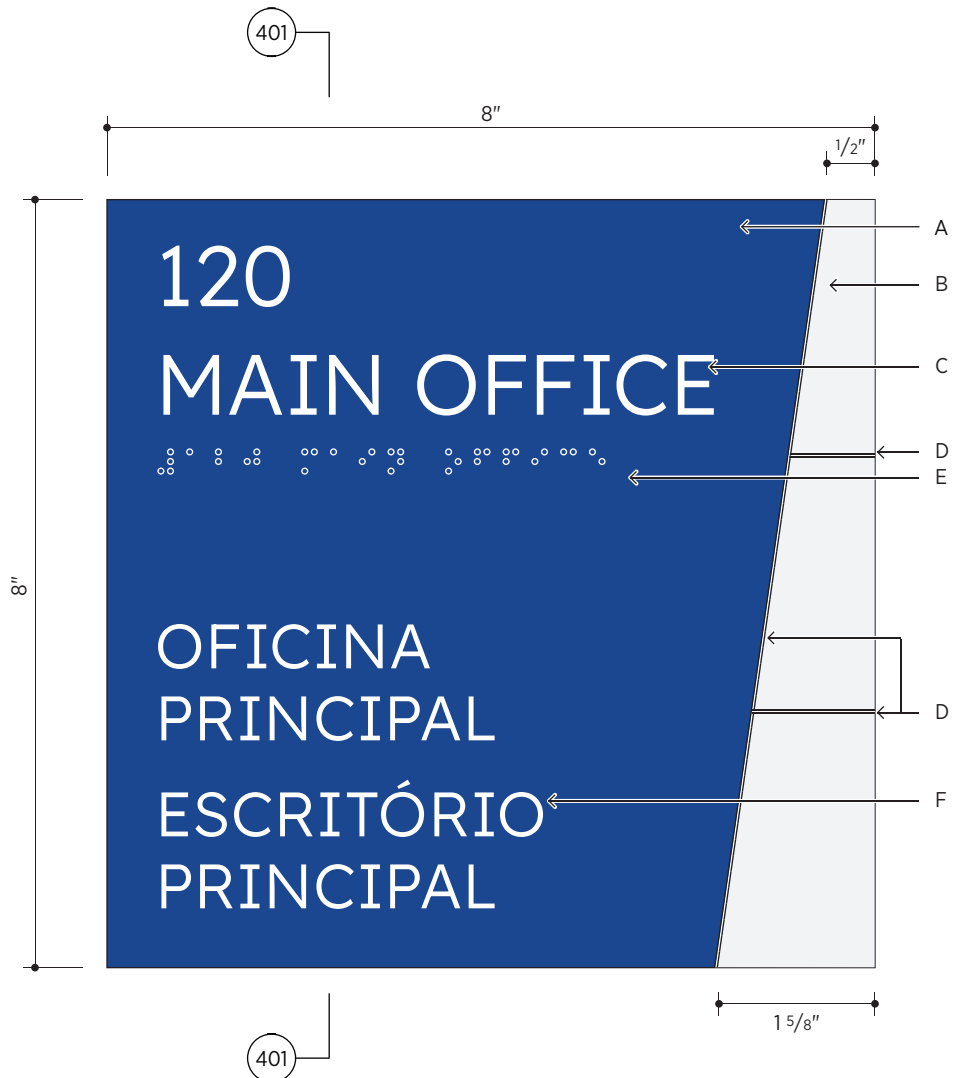 401
8"
1/2"
A
120
B
MAIN OFFICE
C
⠼⠁⠃⠚ ⠍⠁⠊⠝ ⠕⠋⠋⠊⠉⠑
D
E
8"
OFICINA
PRINCIPAL
D
ESCRITÓRIO
F
PRINCIPAL
1 5/8"
401